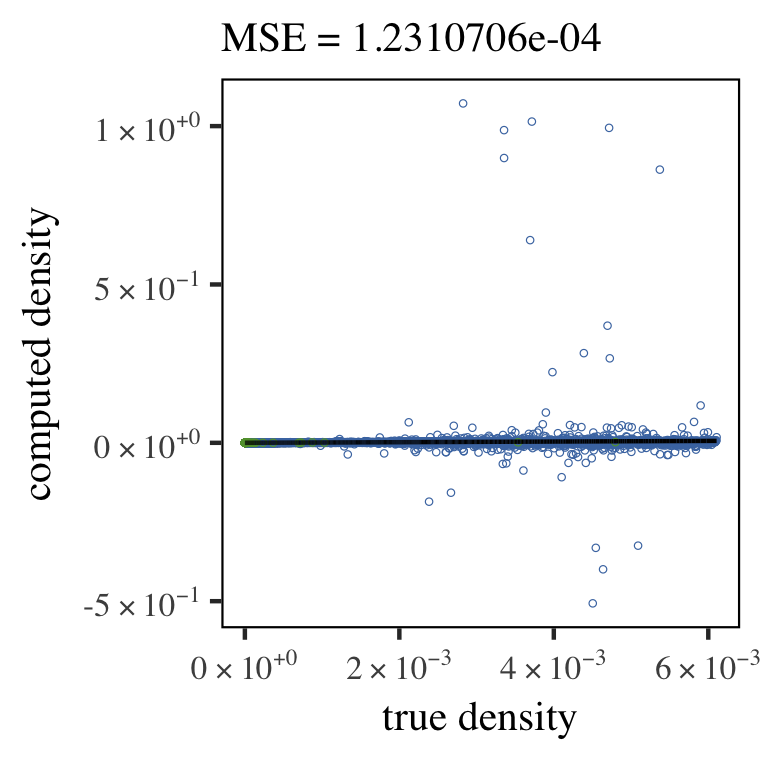 MSE = 1.2310706e-04
computed density
1 × 10⁺⁰
5 × 10⁻¹
0 × 10⁺⁰
-5 × 10⁻¹
0 × 10⁺⁰ 2 × 10⁻³ 4 × 10⁻³ 6 × 10⁻³
true density